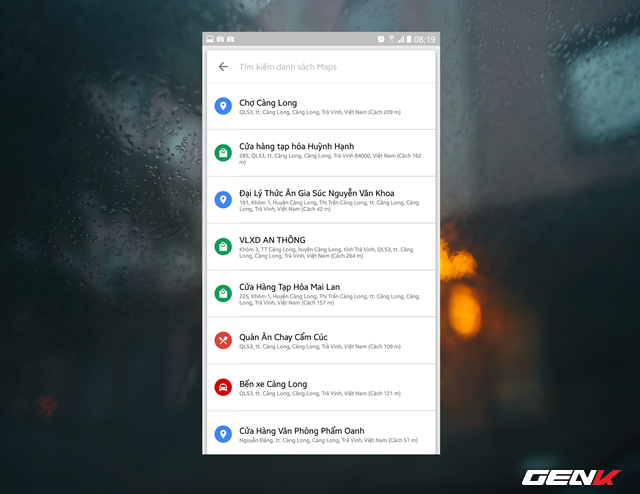 08:19
Tìm kiếm danh sách Maps
Chợ Càng Long
QL53, tt. Càng Long, Càng Long, Trà Vinh, Việt Nam (Cách 209 m)
Cửa hàng tạp hóa Huỳnh Hạnh
285, QL53, tt. Càng Long, Càng Long, Trà Vinh 84000, Việt Nam (Cách 162
m)
Đại Lý Thức Ăn Gia Súc Nguyễn Văn Khoa
191, Khóm 1, Huyện Càng Long, Thị Trấn Càng Long, tt. Càng Long, Càng
Long, Trà Vinh, Việt Nam (Cách 42 m)
VLXD AN THÔNG
Khóm 3, TT Càng Long, huyện Càng Long, tỉnh Trà Vinh, QL53, tt. Càng
Long, Càng Long, Trà Vinh, Việt Nam (Cách 264 m)
Cửa Hàng Tạp Hóa Mai Lan
225, Khóm 1, Huyện Càng Long, Thị Trấn Càng Long, tt. Càng Long, Càng
Long, Trà Vinh, Việt Nam (Cách 157 m)
Quán Ăn Chay Cẩm Cúc
QL53, tt. Càng Long, Càng Long, Trà Vinh, Việt Nam (Cách 109 m)
Bến xe Càng Long
QL53, tt. Càng Long, Càng Long, Trà Vinh, Việt Nam (Cách 121 m)
Cửa Hàng Văn Phòng Phẩm Oanh
Nguyễn Đáng, tt. Càng Long, Càng Long, Trà Vinh, Việt Nam (Cách 51 m)
GENK